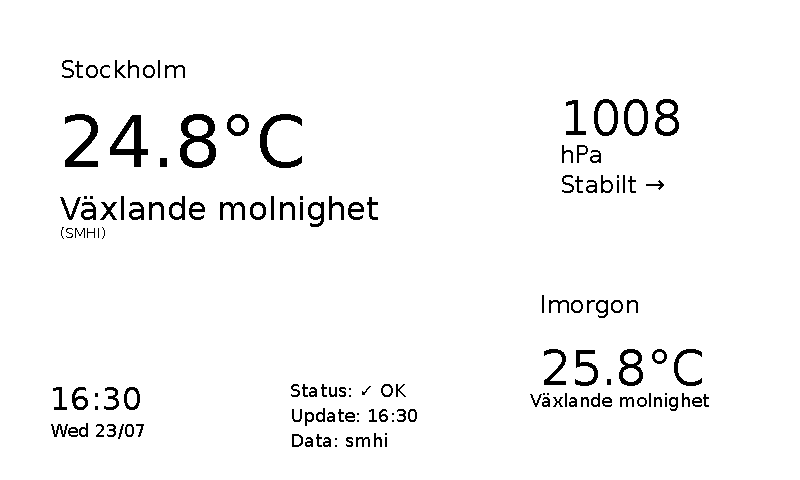 Stockholm
24.8°C
Växlande molnighet
(SMHI)
1008
hPa
Stabilt →
Imorgon
25.8°C
Växlande molnighet
16:30
Wed 23/07
Status: ✓ OK
Update: 16:30
Data: smhi